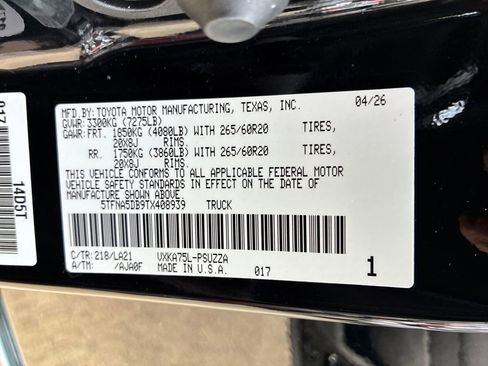 MFD.BY:TOYOTA MOTOR MANUFACTURING, TEXAS, INC. 04/26
GVWR:3300KG (7275LB)
GAWR:FRT. 1850KG (4080LB) WITH 265/60R20 TIRES,
20X8J RIMS.
RR. 1750KG (3860LB) WITH 265/60R20 TIRES,
20X8J RIMS.
THIS VEHICLE CONFORMS TO ALL APPLICABLE FEDERAL MOTOR
VEHICLE SAFETY STANDARDS IN EFFECT ON THE DATE OF
MANUFACTURE SHOWN ABOVE.
5TFNA5DB9TX408939 TRUCK
C/TR:218/LA21 VXKA75L-PSUZZA
A/TM: /AJA0F MADE IN U.S.A. 017 1
017
14D5T